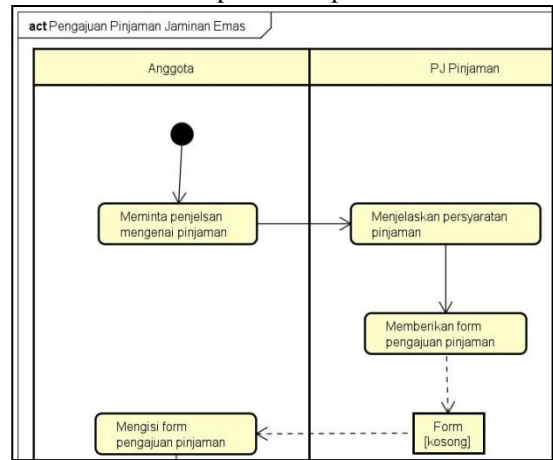 act Pengajuan Pinjaman Jaminan Emas
Anggota
PJ Pinjaman
Meminta penjelsan
mengenai pinjaman
Menjelaskan persyaratan
pinjaman
Memberikan form
pengajuan pinjaman
Mengisi form
pengajuan pinjaman
Form
[kosong]